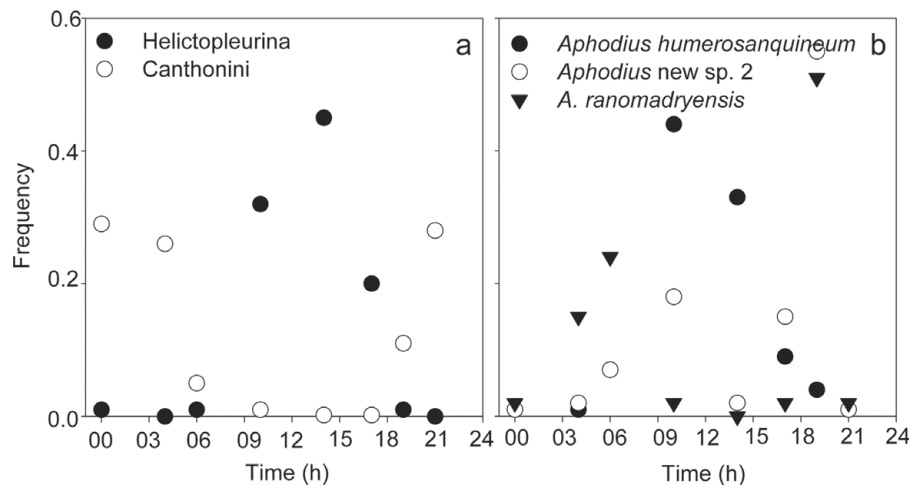 0.6
0.4
0.2
0.0
Frequency
Helictopleurina
Canthonini
a
00 03 06 09 12 15 18 21 24
Time (h)
Aphodius humerosanquineum
Aphodius new sp. 2
A. ranomadryensis
b
00 03 06 09 12 15 18 21 24
Time (h)